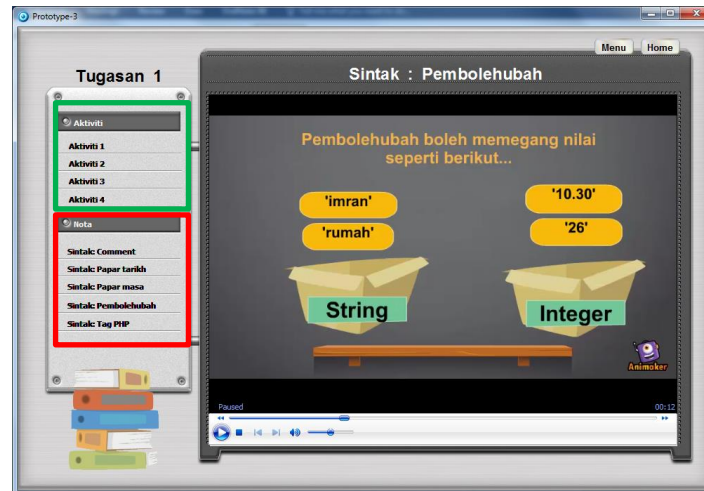 Prototype-3
Menu
Home
Tugasan 1
Sintak : Pembolehubah
Aktiviti
Aktiviti 1
Aktiviti 2
Aktiviti 3
Aktiviti 4
Nota
Sintak: Comment
Sintak: Papar tarikh
Sintak: Papar masa
Sintak: Pembolehubah
Sintak: Tag PHP
Pembolehubah boleh memegang nilai
seperti berikut...
'imran'
'rumah'
'10.30'
'26'
String
Integer
Animaker
Paused
00:12